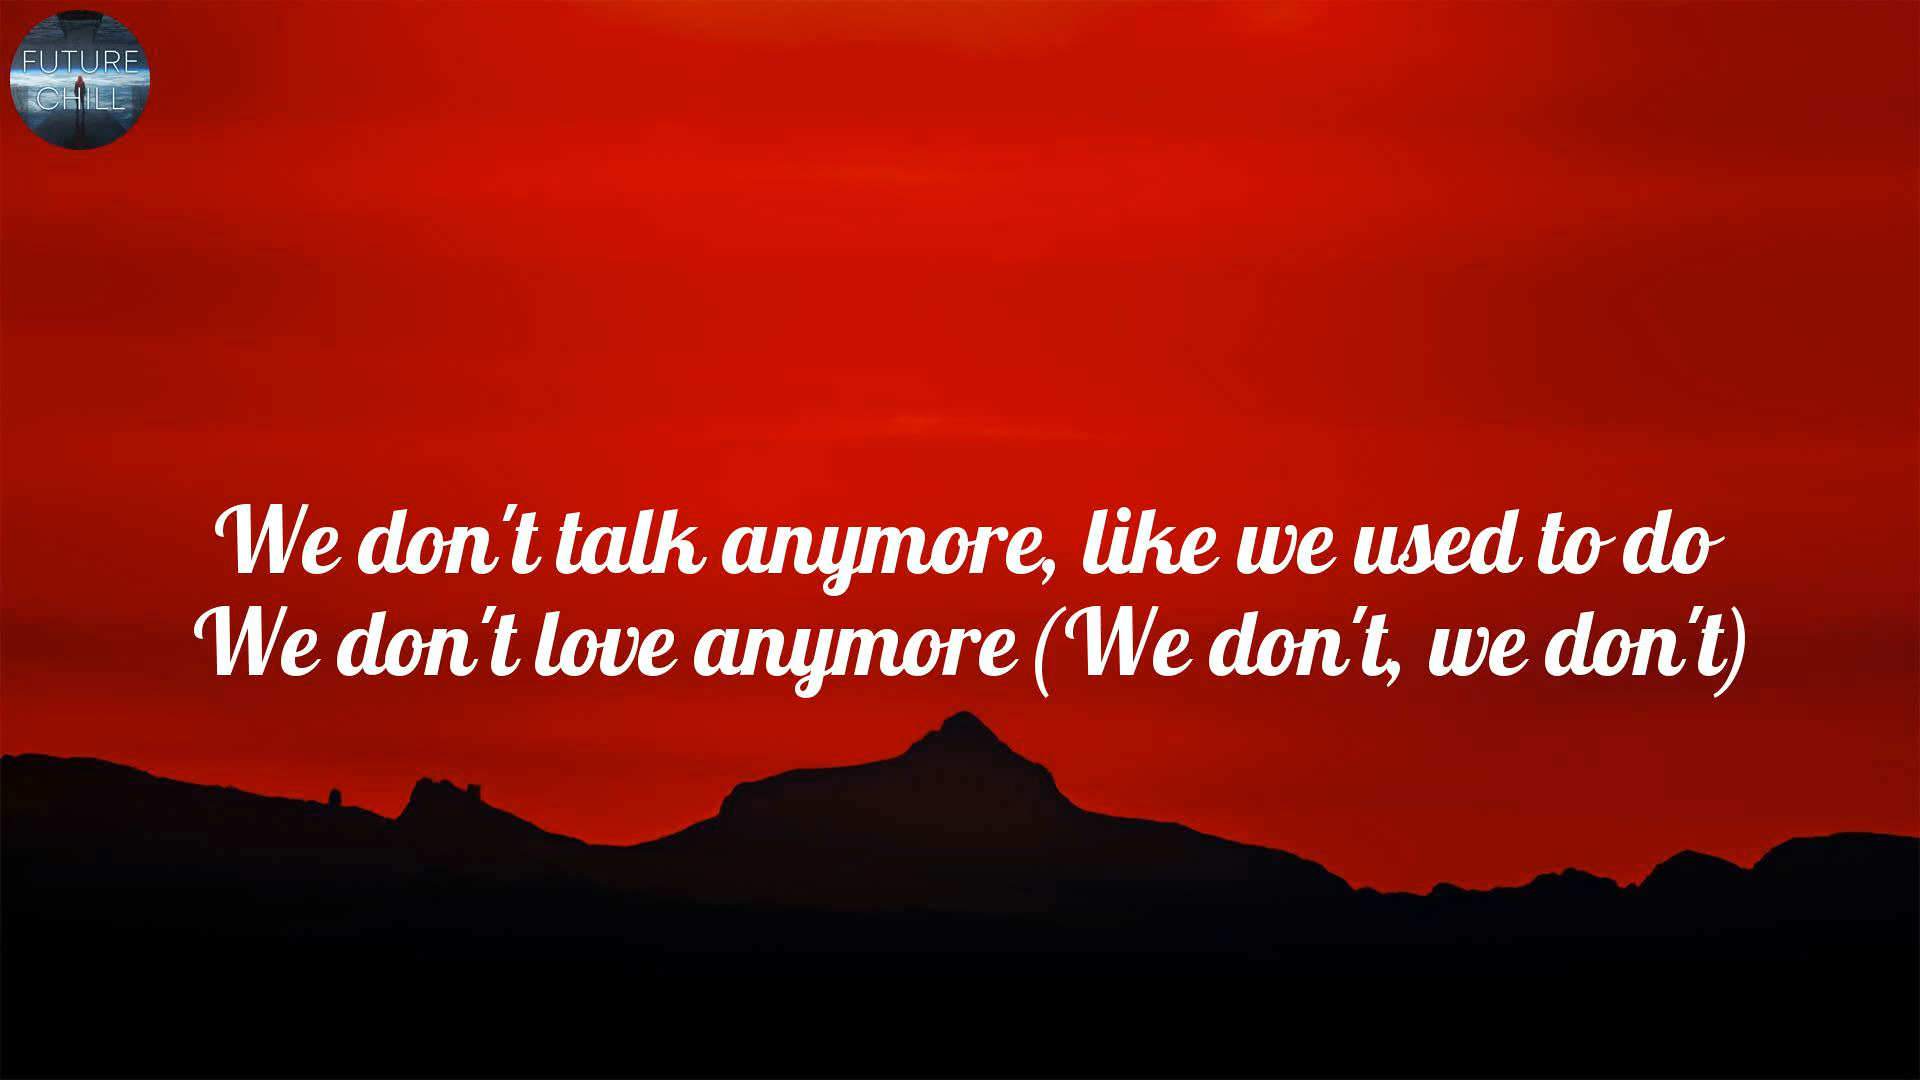 FUTURE
CHILL
We don't talk anymore, like we used to do
We don't love anymore (We don't, we don't)